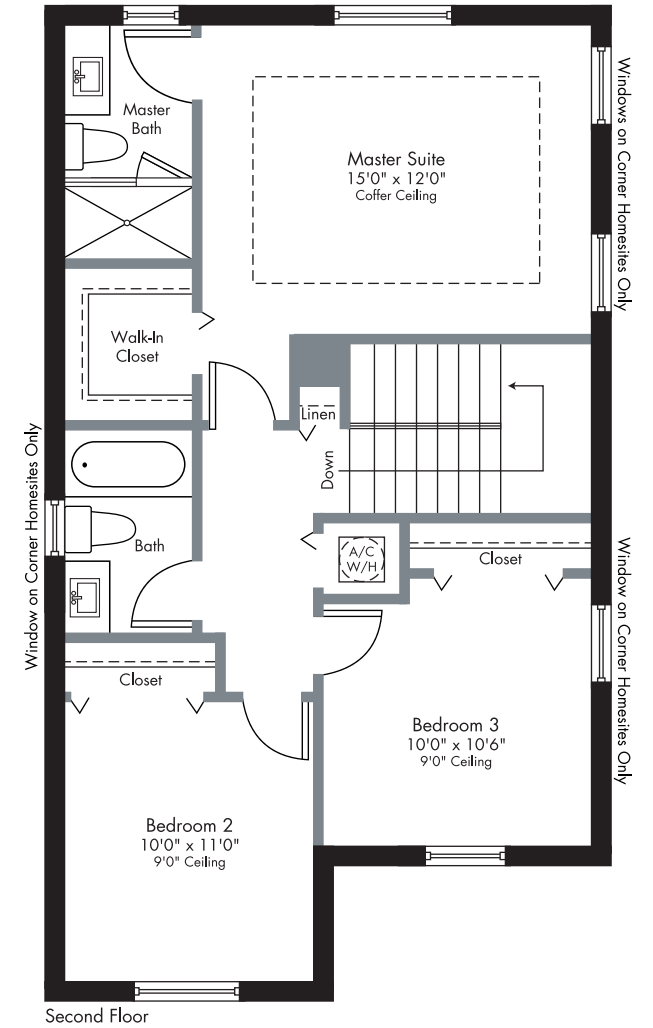 Master
Bath
Master Suite
15'0" x 12'0"
Coffer Ceiling
Windows on Corner Homesites Only
Walk-In
Closet
Linen
Down
Window on Corner Homesites Only
Bath
A/C
W/H
Closet
Window on Corner Homesites Only
Closet
Bedroom 3
10'0" x 10'6"
9'0" Ceiling
Bedroom 2
10'0" x 11'0"
9'0" Ceiling
Second Floor